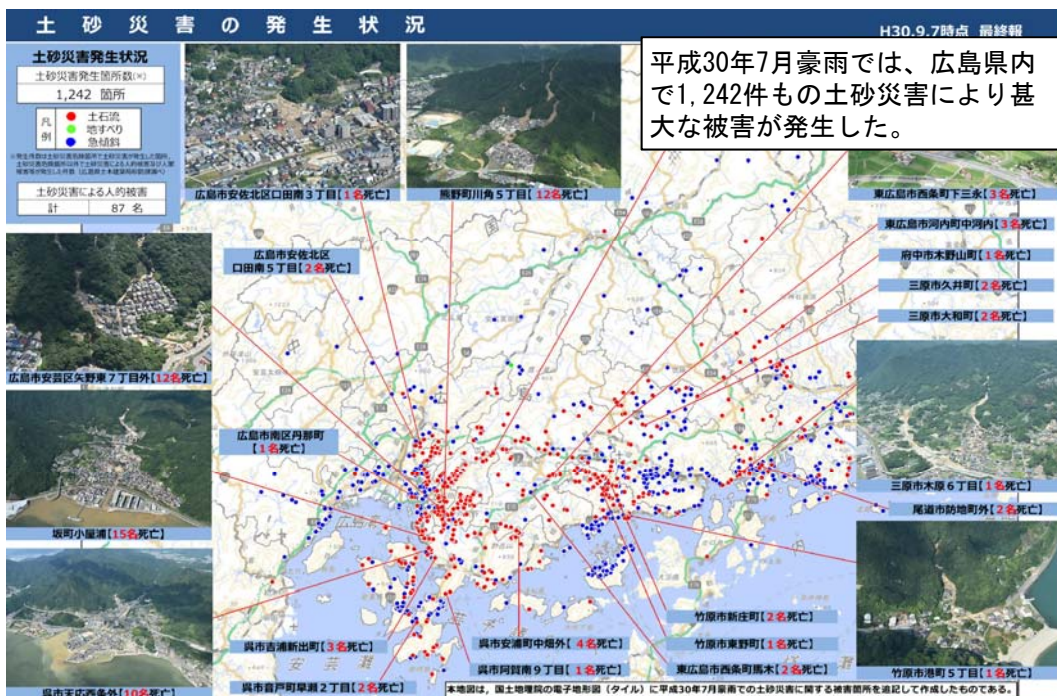 土砂災害の発生状況
H30.9.7時点 最終報
平成30年7月豪雨では、広島県内
で1,242件もの土砂災害により甚
大な被害が発生した。
土砂災害発生状況
土砂災害発生箇所数(※)
1,242 箇所
凡例
土石流
地すべり
急傾斜
土砂災害による人的被害
計 87 名
広島市安佐北区口田南3丁目【1名死亡】
熊野町川角5丁目【12名死亡】
東広島市西条町下三永【3名死亡】
東広島市河内町中河内【3名死亡】
府中市木野山町【1名死亡】
三原市久井町【2名死亡】
三原市大和町【2名死亡】
広島市安佐北区
口田南5丁目【2名死亡】
広島市安芸区矢野東7丁目外【12名死亡】
広島市南区丹那町
【1名死亡】
三原市木原6丁目【1名死亡】
尾道市防地町外【2名死亡】
坂町小屋浦【15名死亡】
竹原市新庄町【2名死亡】
呉市吉浦新出町【3名死亡】
呉市安浦町中畑外【4名死亡】
竹原市東野町【1名死亡】
呉市阿賀南9丁目【1名死亡】
東広島市西条町馬木【2名死亡】
竹原市港町5丁目【1名死亡】
呉市音戸町早瀬2丁目【2名死亡】
呉市天応西条外【10名死亡】
安芸灘
本地図は、国土地理院の電子地形図（タイル）に平成30年7月豪雨での土砂災害に関する被害箇所を追記して作成したものである。